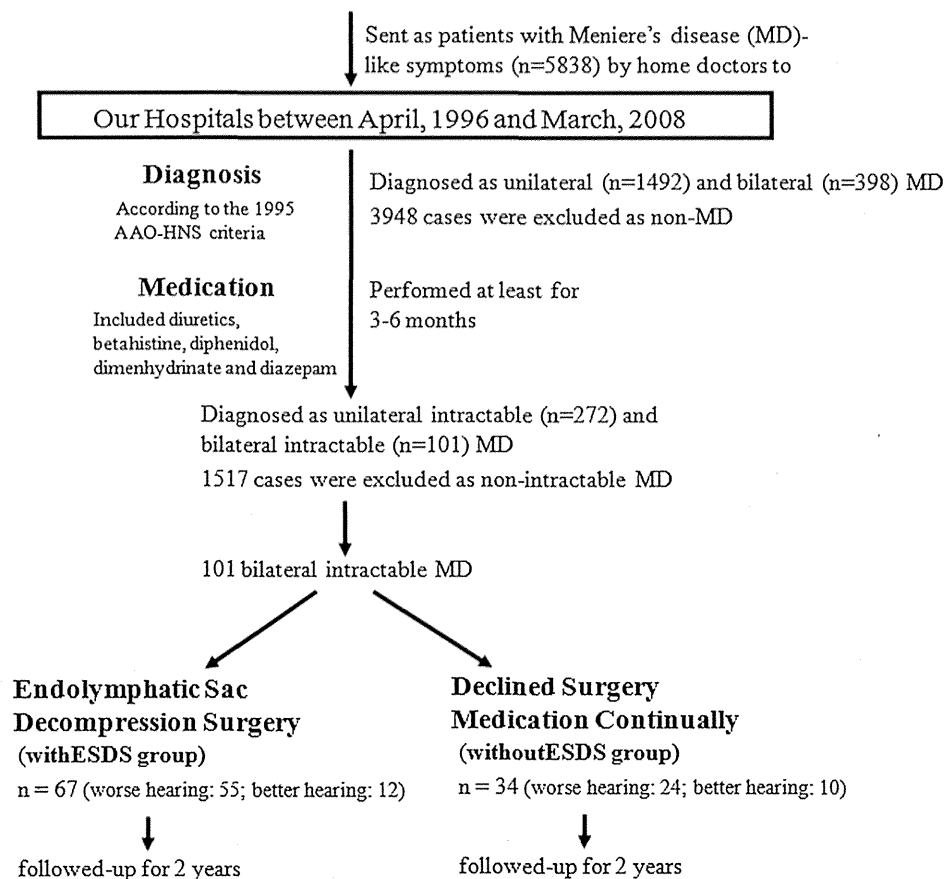 Sent as patients with Meniere's disease (MD)-
like symptoms (n=5838) by home doctors to
Our Hospitals between April, 1996 and March, 2008
Diagnosis
According to the 1995
AAO-HNS criteria
Diagnosed as unilateral (n=1492) and bilateral (n=398) MD
3948 cases were excluded as non-MD
Medication
Included diuretics,
betahistine, diphenidol,
dimenhydrinate and diazepam
Performed at least for
3-6 months
Diagnosed as unilateral intractable (n=272) and
bilateral intractable (n=101) MD
1517 cases were excluded as non-intractable MD
101 bilateral intractable MD
Endolymphatic Sac
Decompression Surgery
(withESDS group)
n = 67 (worse hearing: 55; better hearing: 12)
followed-up for 2 years
Declined Surgery
Medication Continually
(withoutESDS group)
n = 34 (worse hearing: 24; better hearing: 10)
followed-up for 2 years